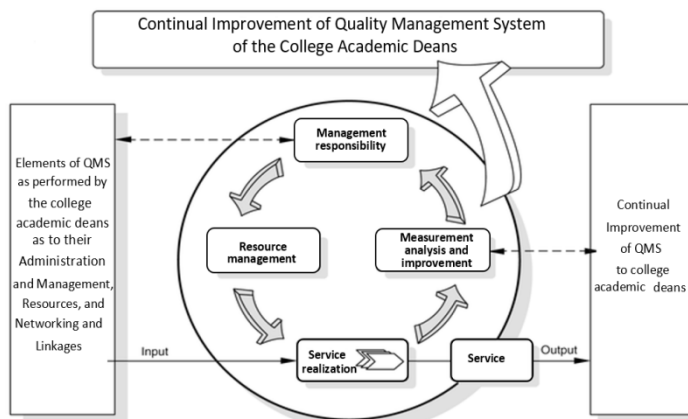 Continual Improvement of Quality Management System
of the College Academic Deans
Elements of QMS
as performed by
the college
academic deans
as to their
Administration
and Management,
Resources, and
Networking and
Linkages
Management
responsibility
Resource
management
Measurement
analysis and
improvement
Service
realization
Service
Input
Output
Continual
Improvement
of QMS
to college
academic deans